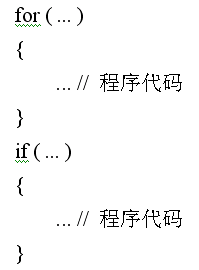 for ( ... )
{
... // 程序代码
}
if ( ... )
{
... // 程序代码
}